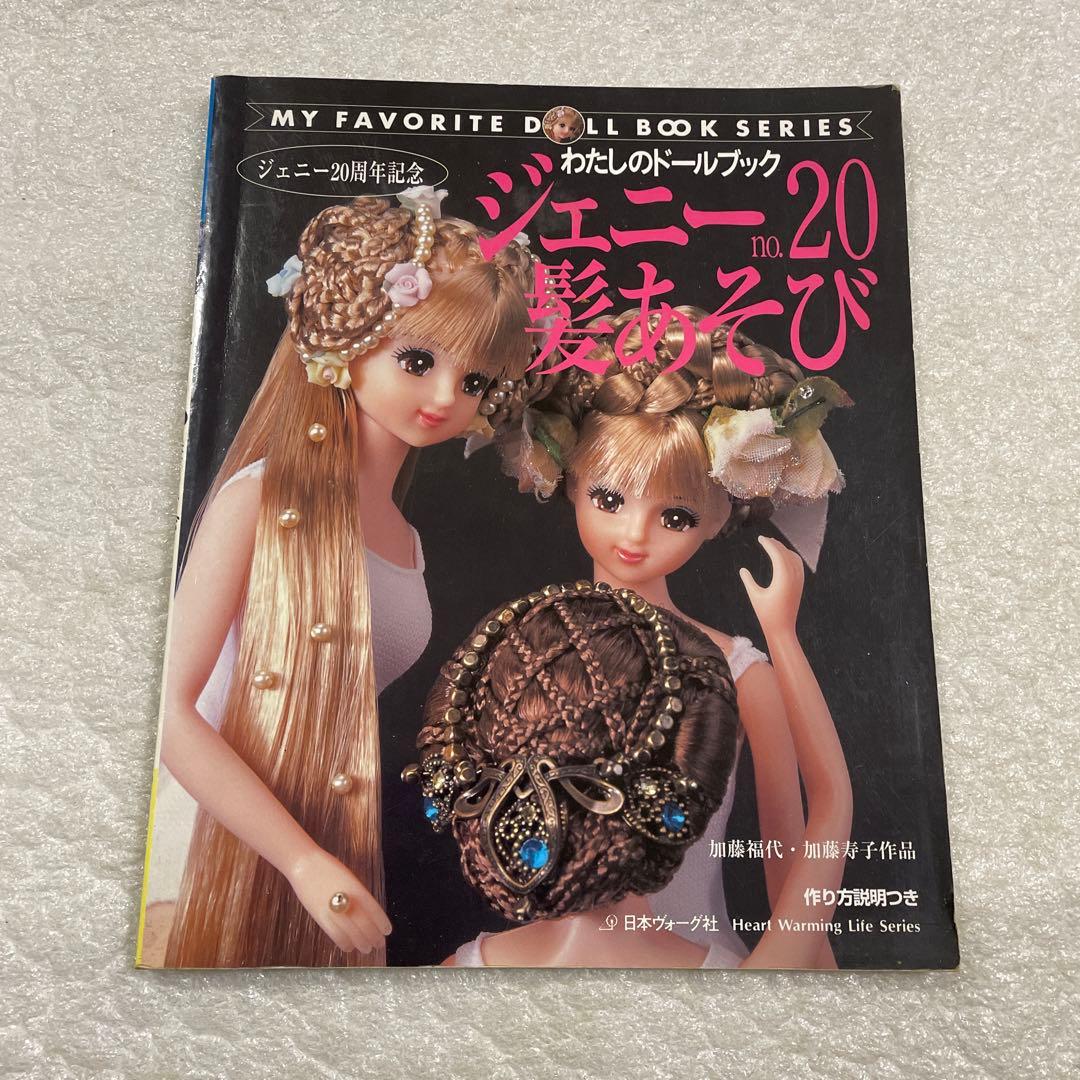 MY FAVORITE DOLL BOOK SERIES
わたしのドールブック
ジェニー20周年記念
ジェニー no.20
髪あそび
加藤福代・加藤寿子作品
作り方説明つき
日本ヴォーグ社 Heart Warming Life Series